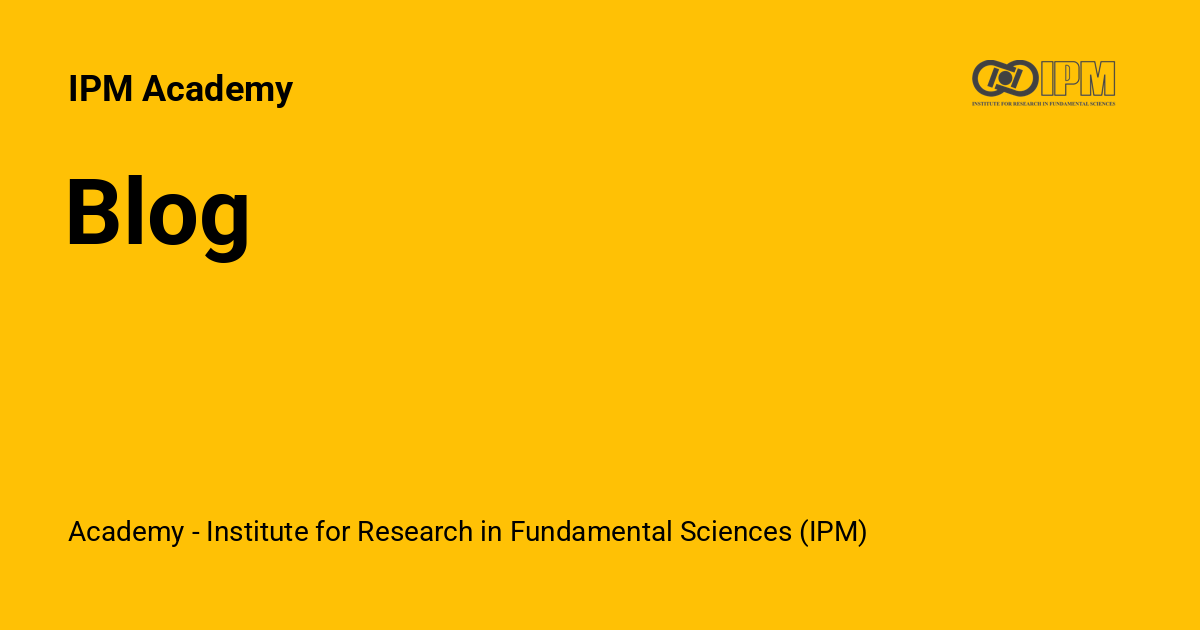 IPM Academy
IPM
INSTITUTE FOR RESEARCH IN FUNDAMENTAL SCIENCES
Blog
Academy - Institute for Research in Fundamental Sciences (IPM)